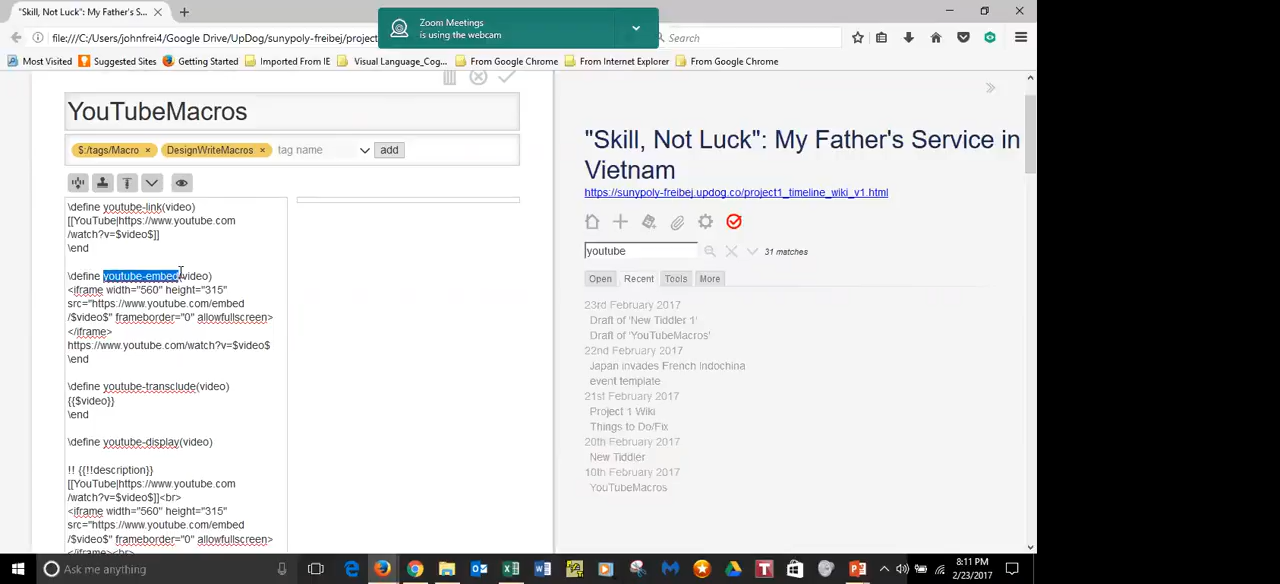 "Skill, Not Luck": My Father's S...
Zoom Meetings
is using the webcam
file:///C:/Users/johnfrei4/Google Drive/UpDog/sunypoly-freibej/project
Search
Most Visited
Suggested Sites
Getting Started
Imported From IE
Visual Language_Cog...
From Google Chrome
From Internet Explorer
From Google Chrome
YouTubeMacros
$:/tags/Macro ×
DesignWriteMacros ×
tag name
add
\define youtube-link(video)
[[YouTube|https://www.youtube.com
/watch?v=$video$]]
\end
\define youtube-embed(video)
<iframe width="560" height="315"
src="https://www.youtube.com/embed
/$video$" frameborder="0" allowfullscreen>
</iframe>
https://www.youtube.com/watch?v=$video$
\end
\define youtube-transclude(video)
{{$video}}
\end
\define youtube-display(video)
!! {{!!description}}
[[YouTube|https://www.youtube.com
/watch?v=$video$]]<br>
<iframe width="560" height="315"
src="https://www.youtube.com/embed
/$video$" frameborder="0" allowfullscreen>
</iframe><br>
"Skill, Not Luck": My Father's Service in
Vietnam
https://sunypoly-freibej.updog.co/project1_timeline_wiki_v1.html
youtube
31 matches
Open
Recent
Tools
More
23rd February 2017
Draft of 'New Tiddler 1'
Draft of 'YouTubeMacros'
22nd February 2017
Japan invades French Indochina
event template
21st February 2017
Project 1 Wiki
Things to Do/Fix
20th February 2017
New Tiddler
10th February 2017
YouTubeMacros
Ask me anything
8:11 PM
2/23/2017